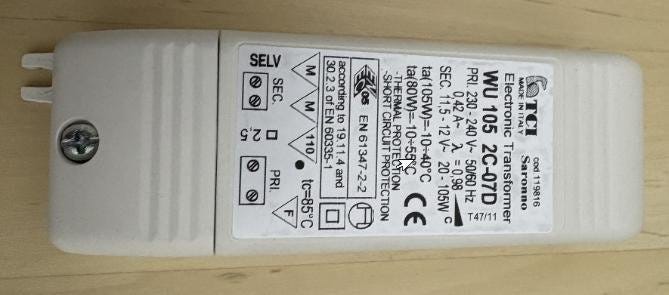 TCI
MADE IN ITALY
cod 119816
Saronno
Electronic Transformer
WU 105 2C-07D
PRI. 230 - 240 V~ 50/60 Hz
0,42 A~ λ = 0,98
T47/11
SEC. 11,5 - 12 V~ 20 - 105W
C
ta(105W)=-10÷40°C
ta(80W)=-10÷55°C
CE
-THERMAL PROTECTION
-SHORT CIRCUIT PROTECTION
05 EN 61347-2-2
according to 19.11.4 and
30.2.3 of EN 60335-1
M M 110
tc=85°C
F
SELV
SEC.
2.5
PRI.